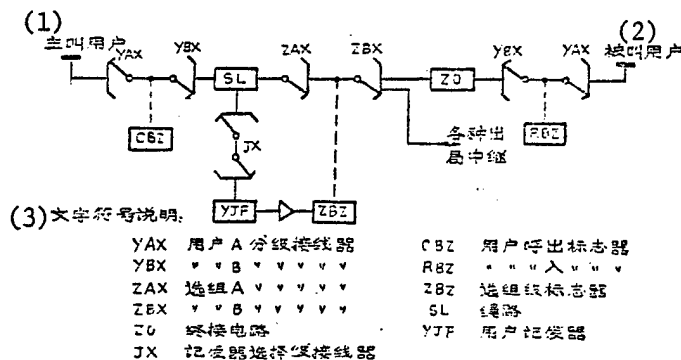 (1)
主叫用户
(2)
被叫用户
YAX
YBX
ZAX
ZBX
YBX
YAX
SL
ZO
CBZ
RBZ
JX
各种出
局中继
YJF
ZBZ
(3)文字符号说明:
YAX 用户A分级接线器
YBX 〃 〃 B 〃 〃 〃 〃 〃
ZAX 选组A 〃 〃 〃 〃 〃
ZBX 〃 〃 B 〃 〃 〃 〃 〃
ZO 终接电路
JX 记发器选择级接线器
CBZ 用户呼出标志器
RBZ 〃 〃 〃 入 〃 〃 〃
ZBZ 选组级标志器
SL 绳路
YJF 用户记发器